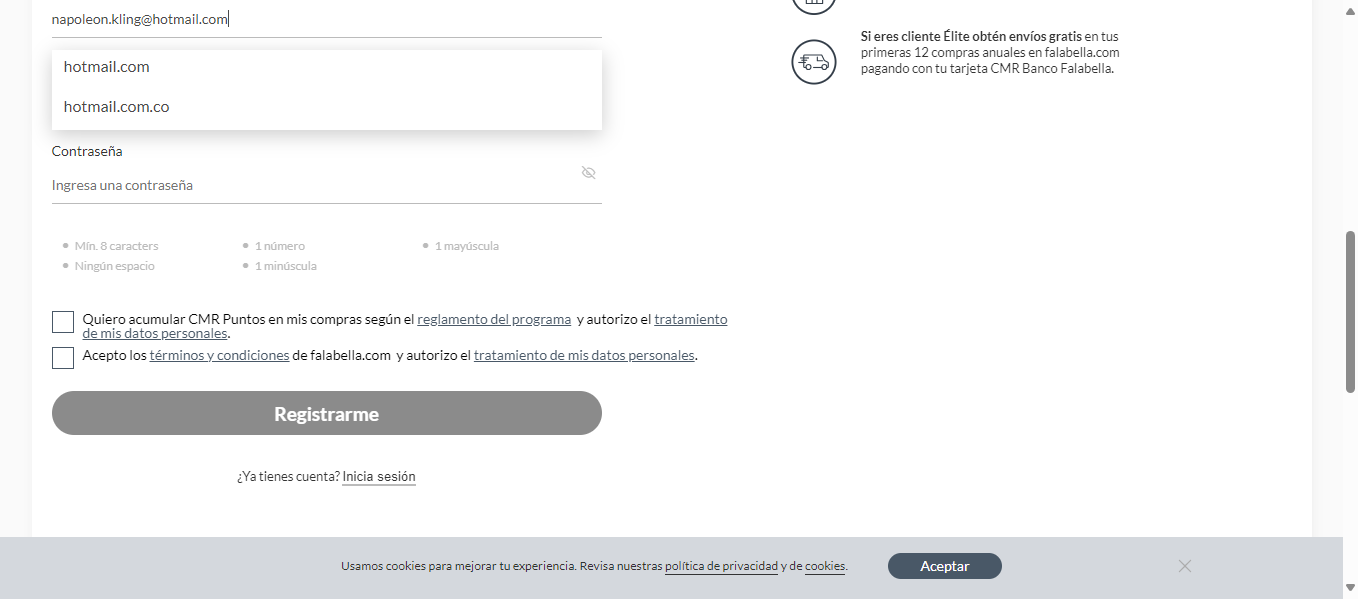 napoleon.kling@hotmail.com
hotmail.com
hotmail.com.co
Contraseña
Ingresa una contraseña
Mín. 8 caracters
1 número
1 mayúscula
Ningún espacio
1 minúscula
Quiero acumular CMR Puntos en mis compras según el reglamento del programa y autorizo el tratamiento
de mis datos personales.
Acepto los términos y condiciones de falabella.com y autorizo el tratamiento de mis datos personales.
Registrarme
¿Ya tienes cuenta? Inicia sesión
Si eres cliente Élite obtén envíos gratis en tus
primeras 12 compras anuales en falabella.com
pagando con tu tarjeta CMR Banco Falabella.
Usamos cookies para mejorar tu experiencia. Revisa nuestras política de privacidad y de cookies.
Aceptar